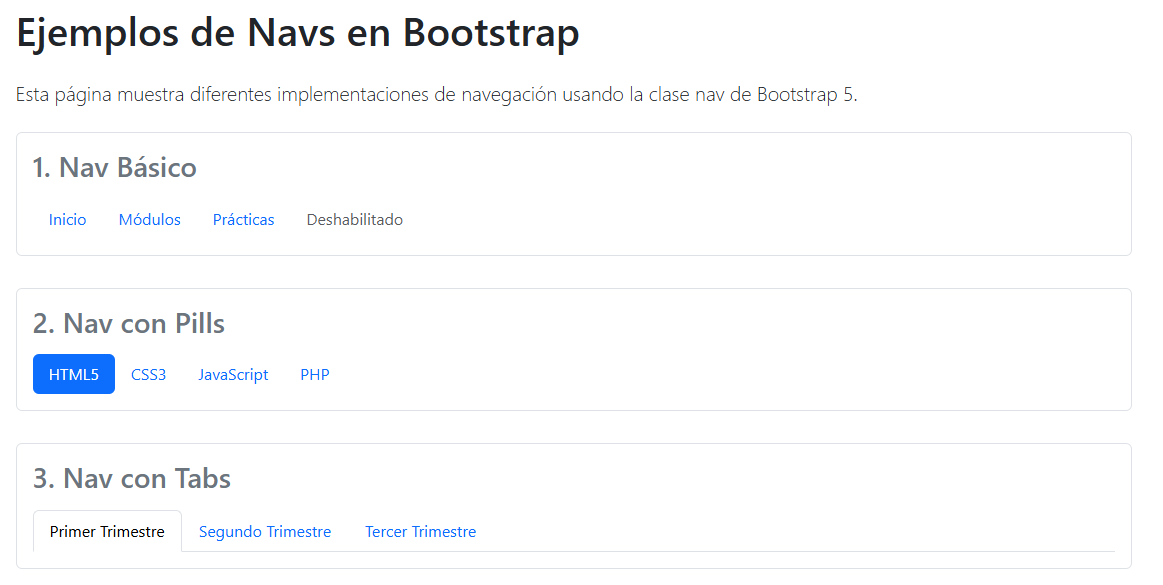 Ejemplos de Navs en Bootstrap
Esta página muestra diferentes implementaciones de navegación usando la clase nav de Bootstrap 5.
1. Nav Básico
Inicio Módulos Prácticas Deshabilitado
2. Nav con Pills
HTML5 CSS3 JavaScript PHP
3. Nav con Tabs
Primer Trimestre Segundo Trimestre Tercer Trimestre